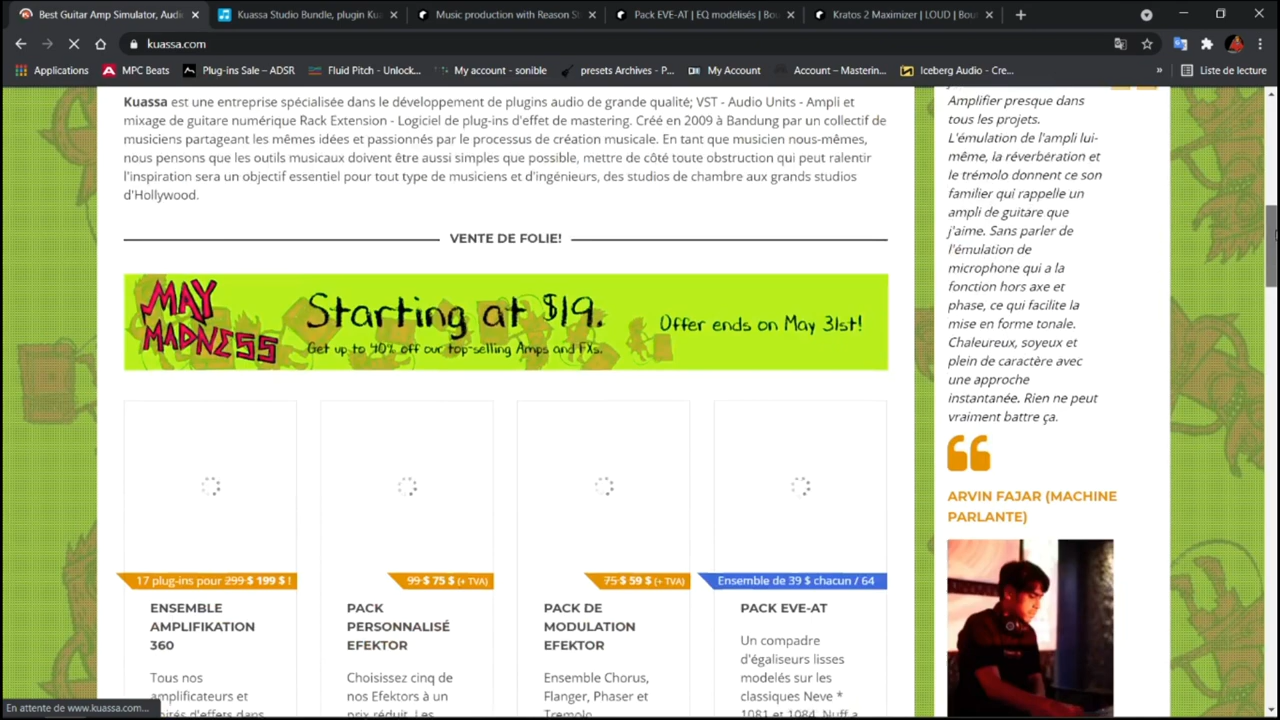 Best Guitar Amp Simulator, Audio
Kuassa Studio Bundle, plugin Ku
Music production with Reason S
Pack EVE-AT | EQ modélisés | Bou
Kratos 2 Maximizer | LOUD | Bout
kuassa.com
Applications
MPC Beats
Plug-ins Sale – ADSR
Fluid Pitch - Unlock...
My account - sonible
presets Archives - P...
My Account
Account – Masterin...
Iceberg Audio - Cre...
»
Liste de lecture
Kuassa est une entreprise spécialisée dans le développement de plugins audio de grande qualité; VST - Audio Units - Ampli et
mixage de guitare numérique Rack Extension - Logiciel de plug-ins d'effet de mastering. Créé en 2009 à Bandung par un collectif de
musiciens partageant les mêmes idées et passionnés par le processus de création musicale. En tant que musicien nous-mêmes,
nous pensons que les outils musicaux doivent être aussi simples que possible, mettre de côté toute obstruction qui peut ralentir
l'inspiration sera un objectif essentiel pour tout type de musiciens et d'ingénieurs, des studios de chambre aux grands studios
d'Hollywood.
VENTE DE FOLIE!
MAY
MADNESS
Starting at $19.
Get up to 40% off our top-selling Amps and FXs.
Offer ends on May 31st!
17 plug-ins pour 299 $ 199 $ !
ENSEMBLE
AMPLIFIKATION
360
Tous nos
amplificateurs et
d'effets dans
99 $ 75 $ (+ TVA)
PACK
PERSONNALISÉ
EFEKTOR
Choisissez cinq de
nos Efektors à un
prix réduit. Les
75 $ 59 $ (+ TVA)
PACK DE
MODULATION
EFEKTOR
Ensemble Chorus,
Flanger, Phaser et
Tremolo
Ensemble de 39 $ chacun / 64
PACK EVE-AT
Un compadre
d'égaliseurs lisses
modelés sur les
classiques Neve *
1081 et 1084. Nuff a
Amplifier presque dans
tous les projets.
L'émulation de l'ampli lui-
même, la réverbération et
le trémolo donnent ce son
familier qui rappelle un
ampli de guitare que
j'aime. Sans parler de
l'émulation de
microphone qui a la
fonction hors axe et
phase, ce qui facilite la
mise en forme tonale.
Chaleureux, soyeux et
plein de caractère avec
une approche
instantanée. Rien ne peut
vraiment battre ça.
ARVIN FAJAR (MACHINE
PARLANTE)
En attente de www.kuassa.com...